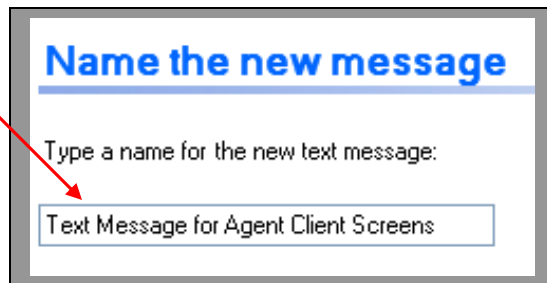 Name the new message
Type a name for the new text message:
Text Message for Agent Client Screens